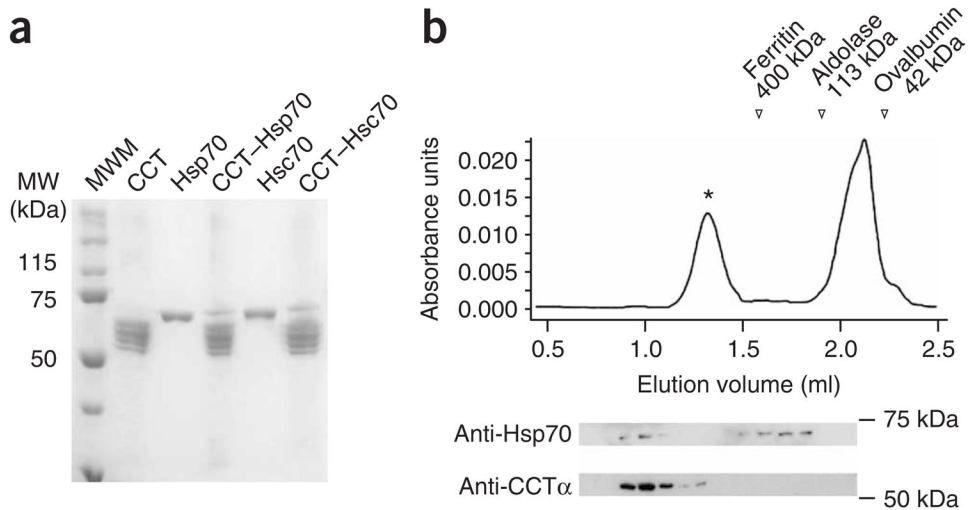 a
MW
(kDa)
MWM
CCT
Hsp70
CCT–Hsp70
Hsc70
CCT–Hsc70
115
75
50
b
Ferritin
400 kDa
Aldolase
113 kDa
Ovalbumin
42 kDa
Absorbance units
0.020
0.015
0.010
0.005
0.000
*
0.5
1.0
1.5
2.0
2.5
Elution volume (ml)
Anti-Hsp70
75 kDa
Anti-CCTα
50 kDa